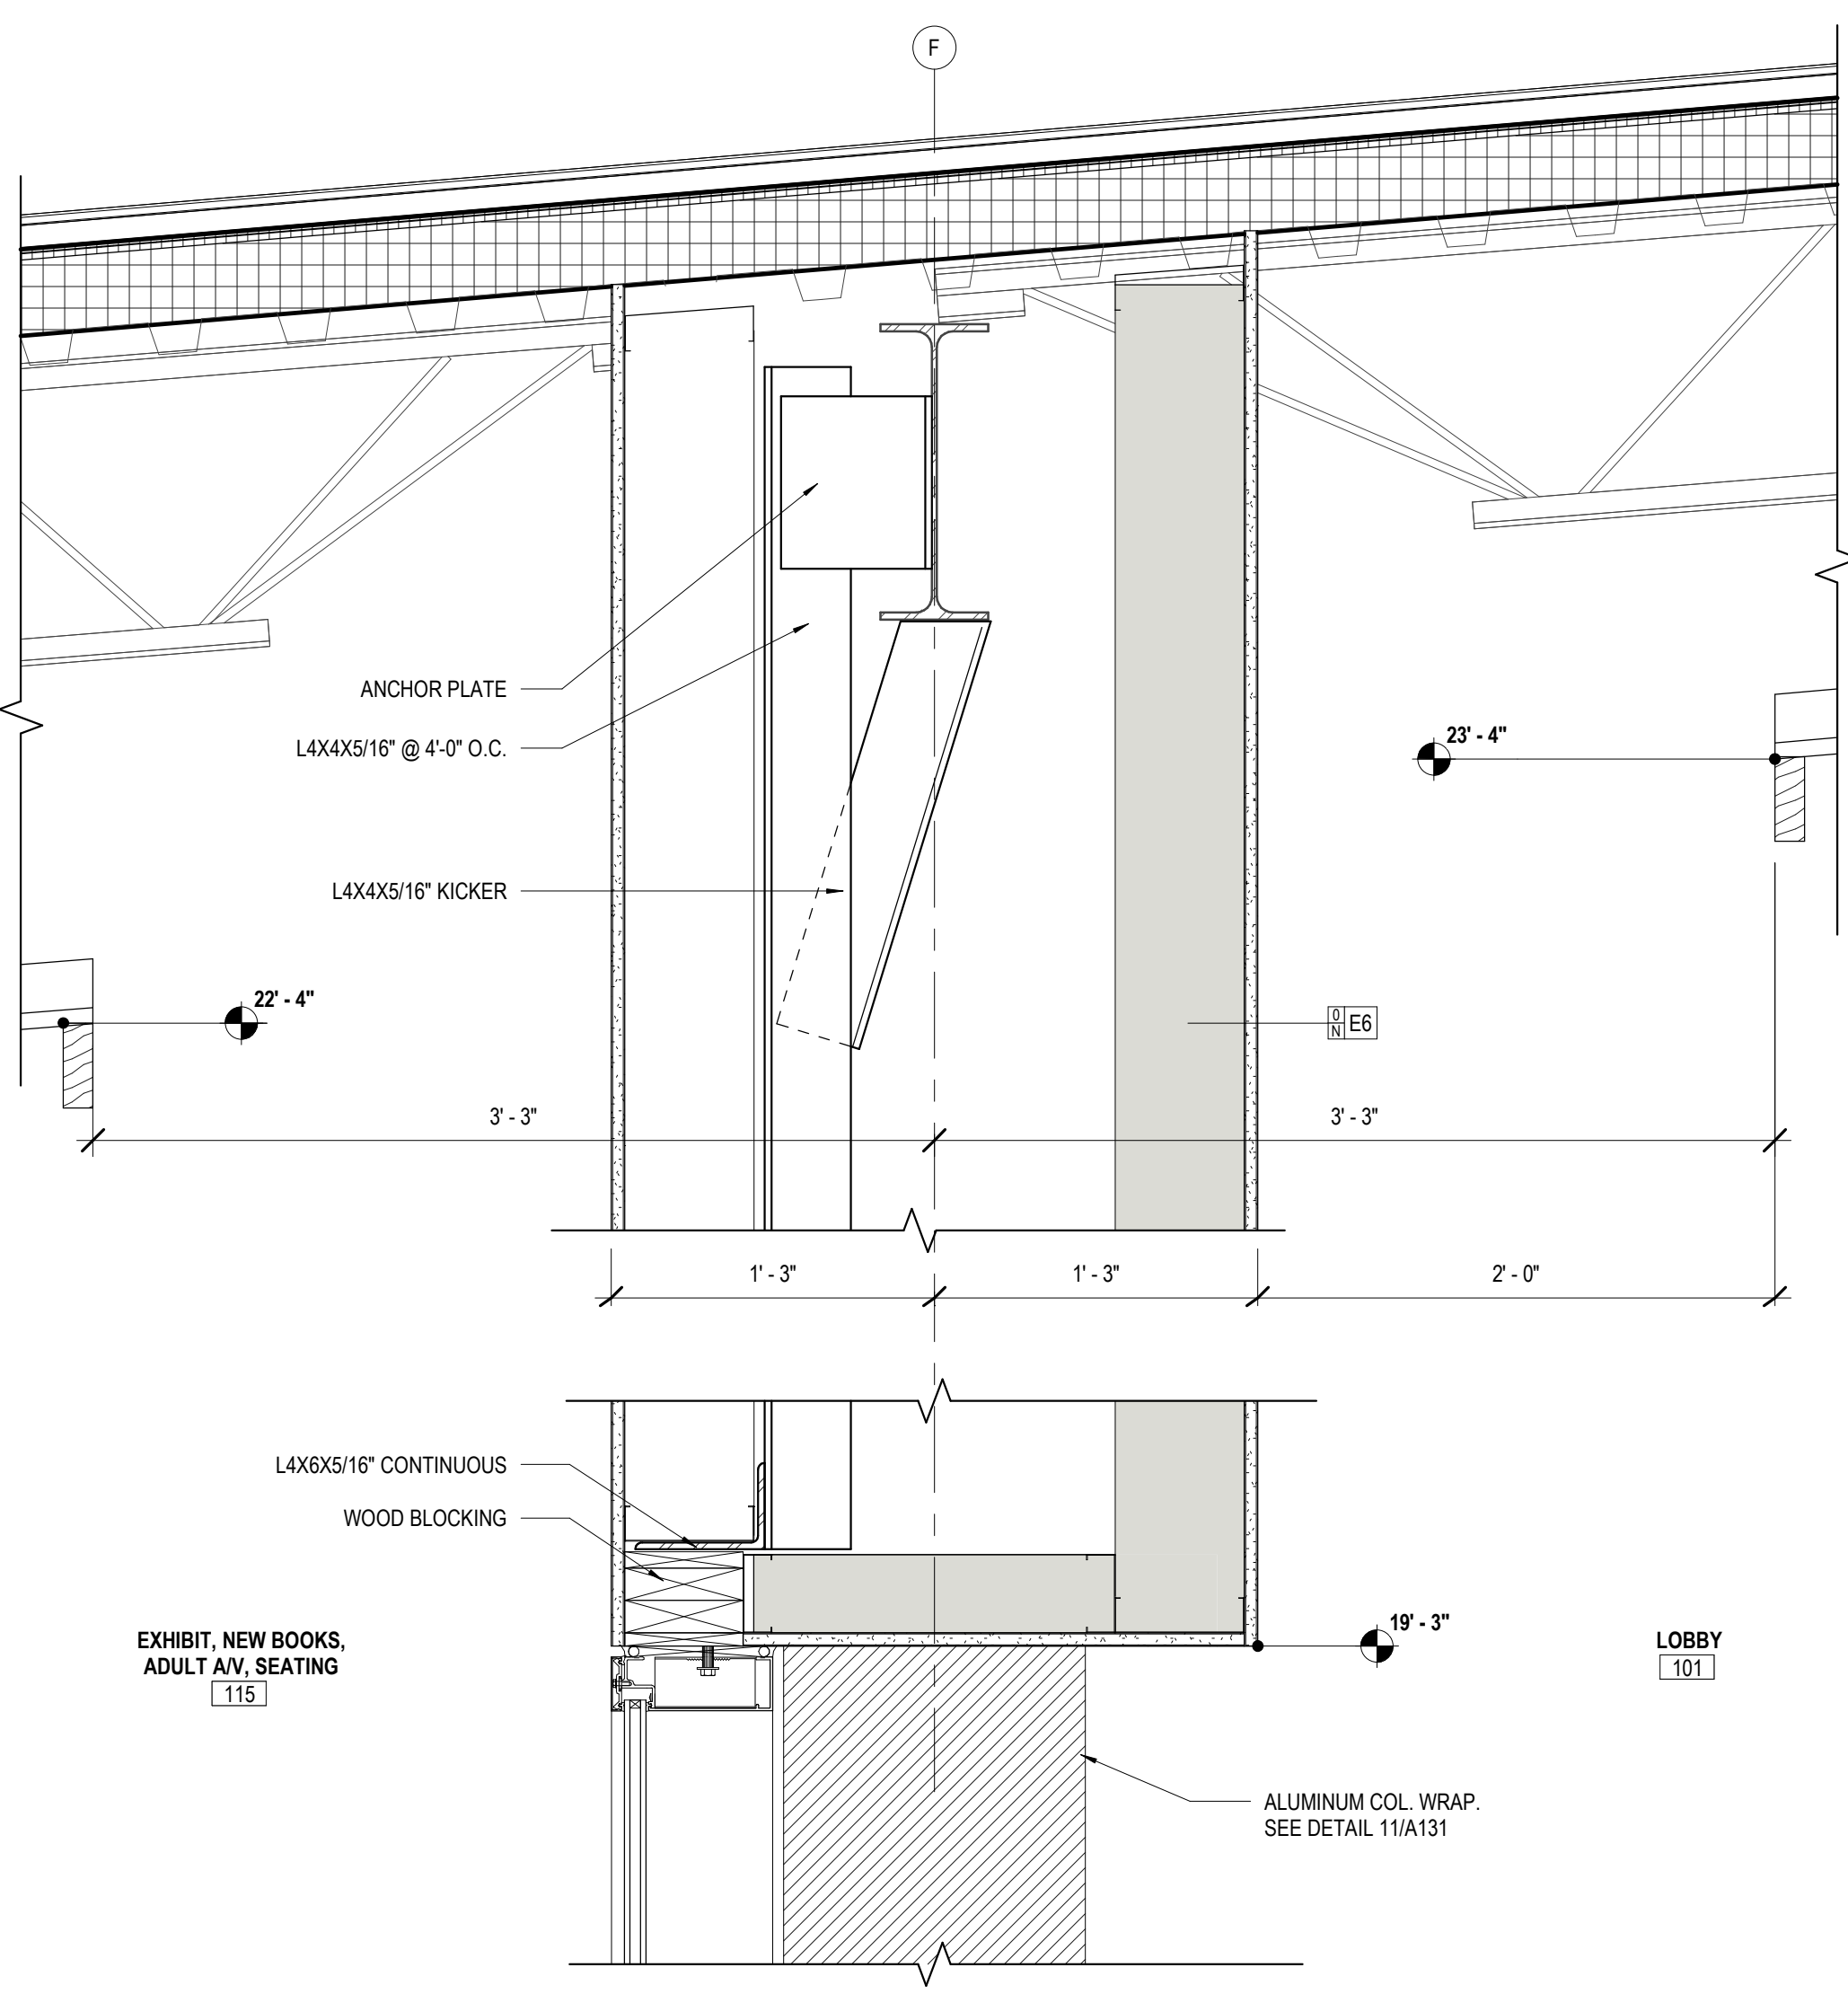 F
ANCHOR PLATE
L4X4X5/16" @ 4'-0" O.C.
23' - 4"
L4X4X5/16" KICKER
22' - 4"
0
N
E6
3' - 3"
3' - 3"
1' - 3"
1' - 3"
2' - 0"
L4X6X5/16" CONTINUOUS
WOOD BLOCKING
19' - 3"
EXHIBIT, NEW BOOKS,
ADULT A/V, SEATING
115
LOBBY
101
ALUMINUM COL. WRAP.
SEE DETAIL 11/A131